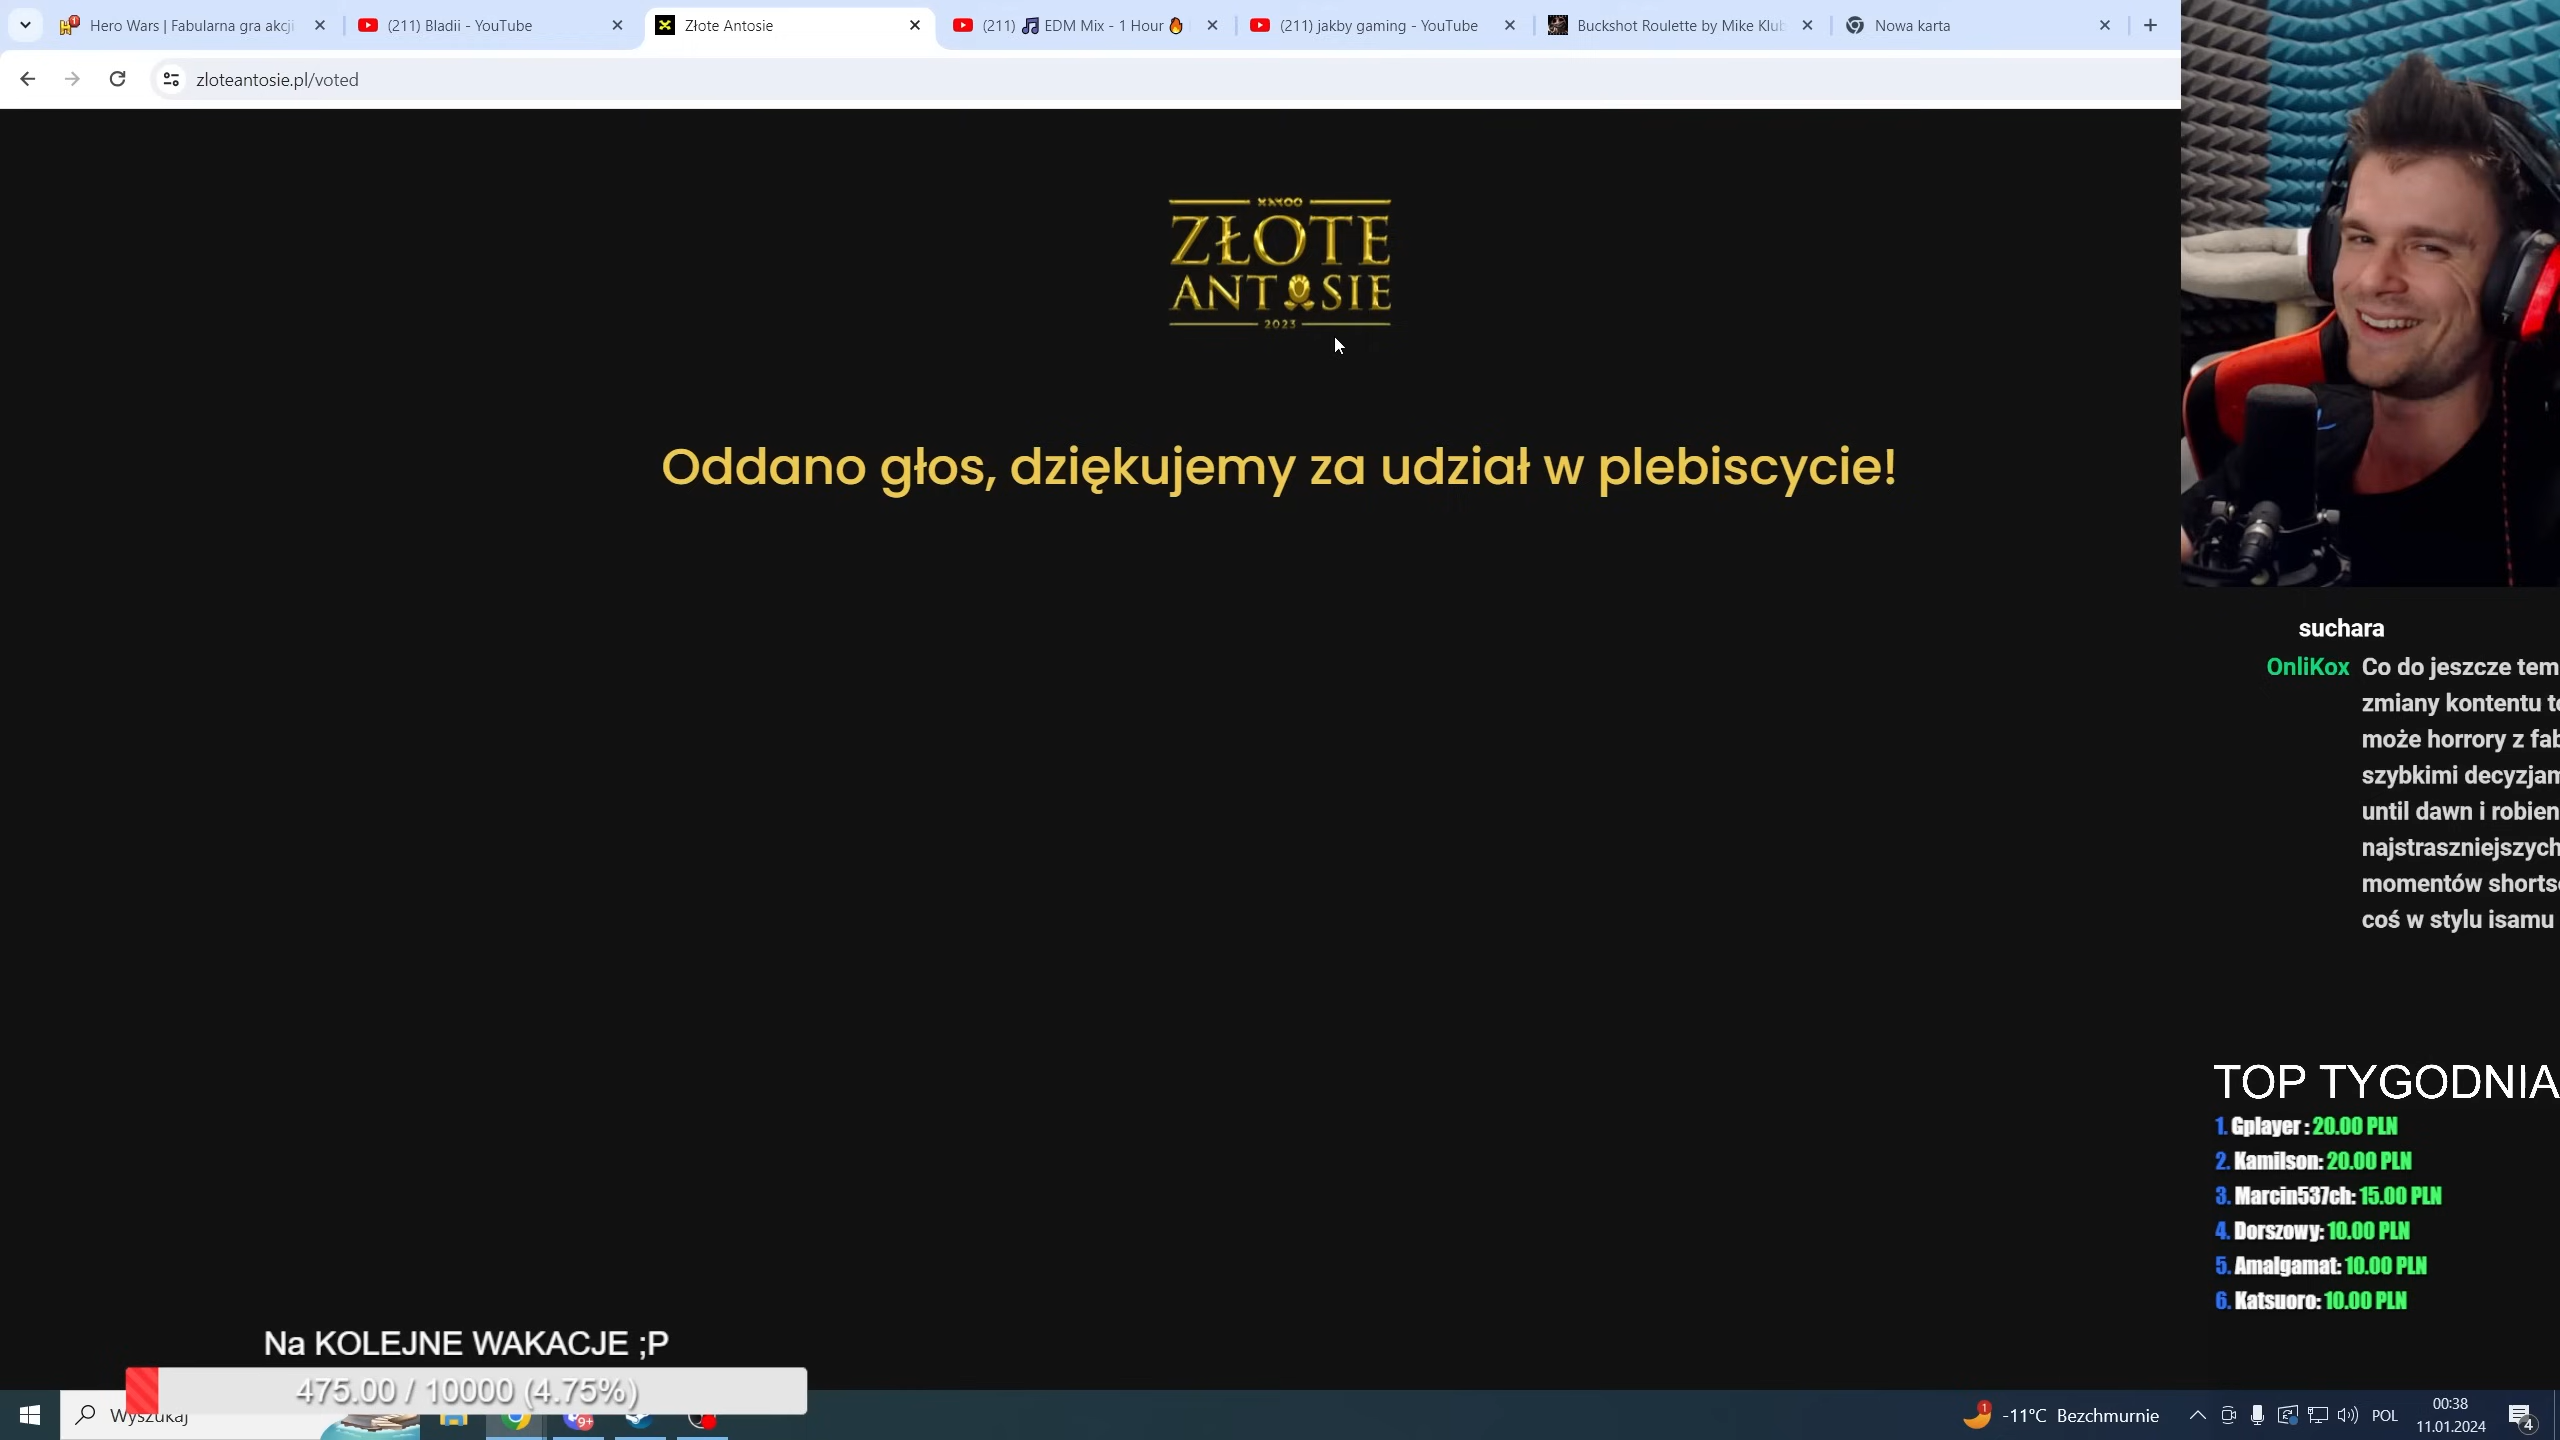 Hero Wars | Fabularna gra akcji
(211) Bladii - YouTube
Złote Antosie
(211) 🎵 EDM Mix - 1 Hour 🔥
(211) jakby gaming - YouTube
Buckshot Roulette by Mike Klub
Nowa karta
zloteantosie.pl/voted
ZŁOTE
ANTOSIE
2023
Oddano głos, dziękujemy za udział w plebiscycie!
suchara
OnliKox Co do jeszcze tem
zmiany kontentu to
może horrory z fab
szybkimi decyzjam
until dawn i robien
najstraszniejszych
momentów shorts
coś w stylu isamu
TOP TYGODNIA
1. Gplayer : 20.00 PLN
2. Kamilson: 20.00 PLN
3. Marcin537ch: 15.00 PLN
4. Dorszowy: 10.00 PLN
5. Amalgamat: 10.00 PLN
6. Katsuoro: 10.00 PLN
Na KOLEJNE WAKACJE ;P
475.00 / 10000 (4.75%)
Wyszukaj
9+
1
-11°C Bezchmurnie
POL
00:38
11.01.2024
4